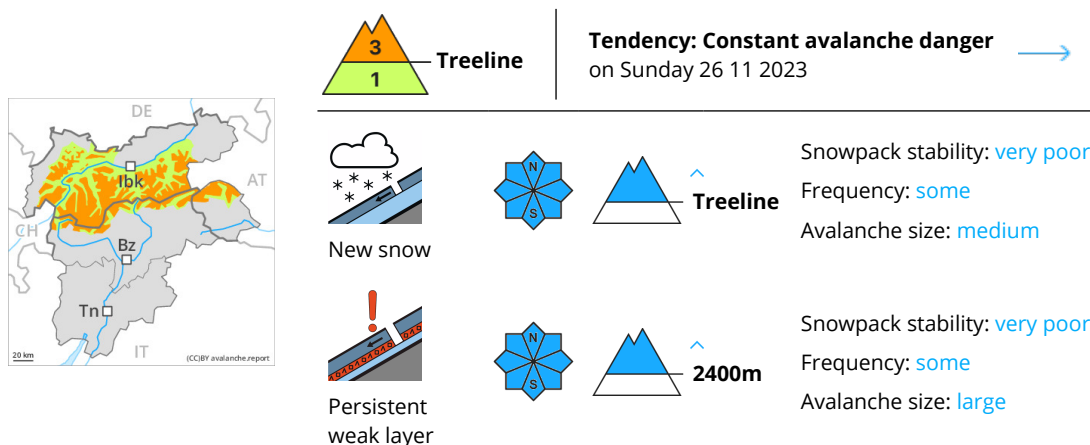 3
1
Treeline
Tendency: Constant avalanche danger
on Sunday 26 11 2023
DE
Ibk
AT
CH
Bz
Tn
IT
20 km
(CC)BY avalanche.report
New snow
N
S
Treeline
Snowpack stability: very poor
Frequency: some
Avalanche size: medium
Persistent
weak layer
N
S
2400m
Snowpack stability: very poor
Frequency: some
Avalanche size: large